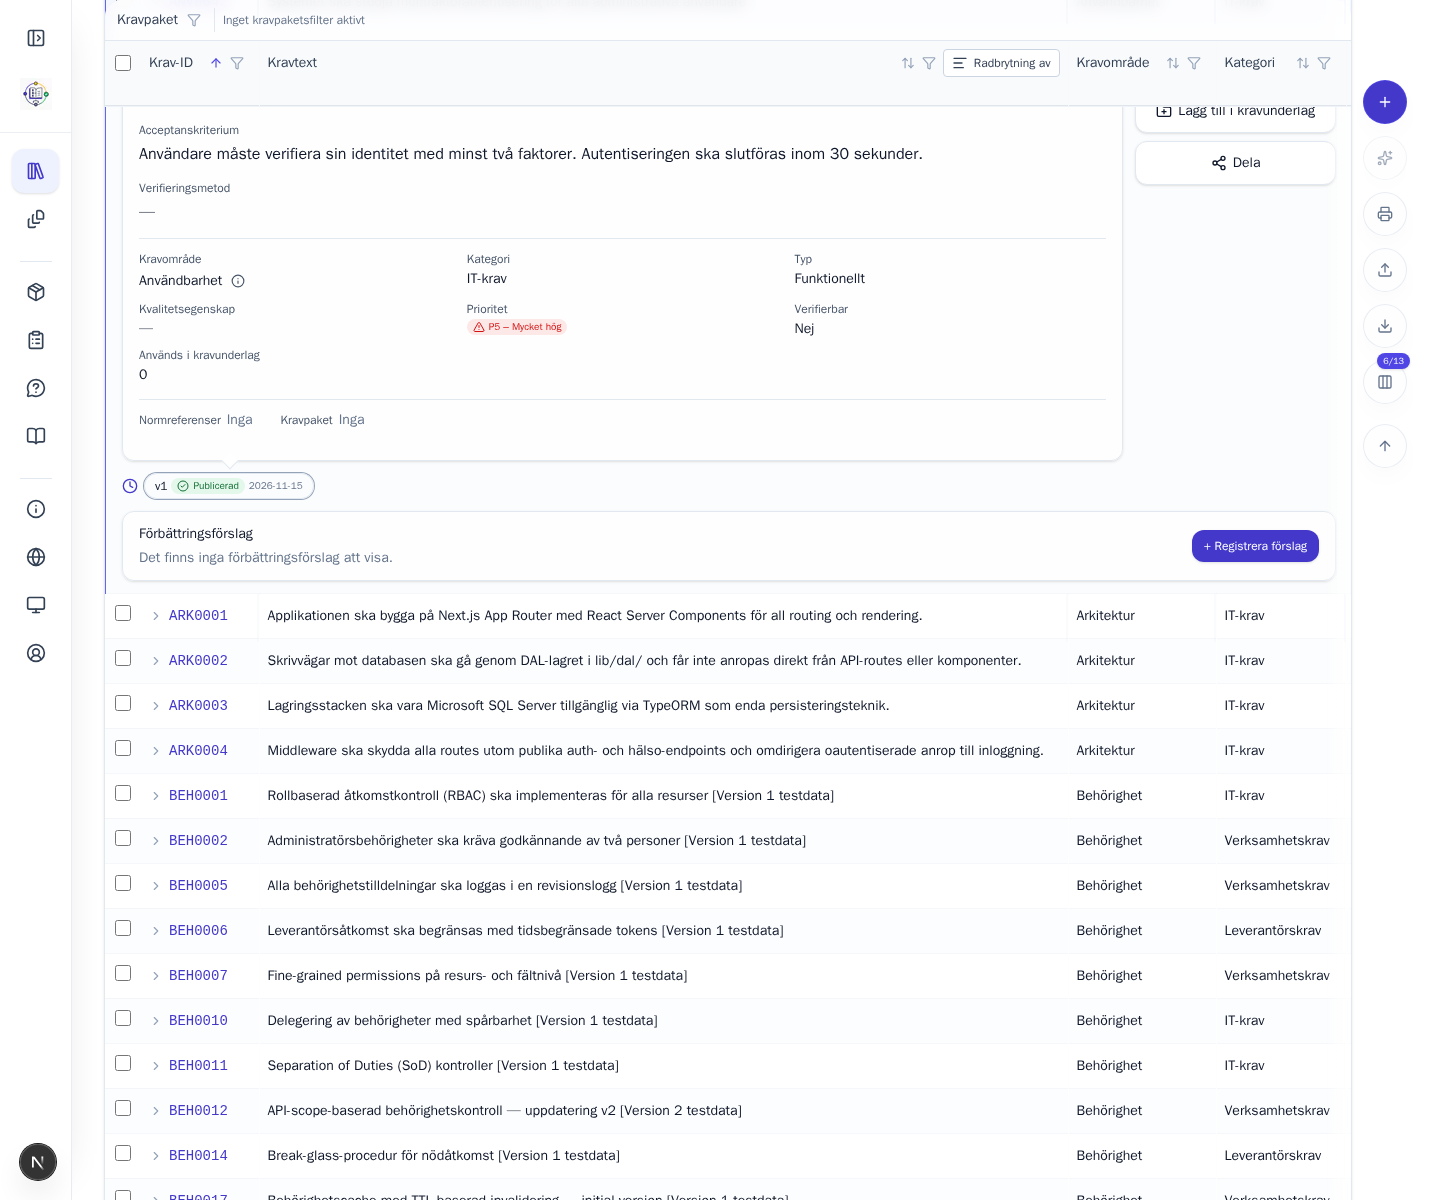 Kravpaket Inget kravpaketsfilter aktivt
Krav-ID Kravtext Radbrytning av Kravområde Kategori
Lägg till i kravunderlag
Acceptanskriterium
Användare måste verifiera sin identitet med minst två faktorer. Autentiseringen ska slutföras inom 30 sekunder.
Dela
Verifieringsmetod
—
Kravområde Kategori Typ
Användbarhet IT-krav Funktionellt
Kvalitetsegenskap Prioritet Verifierbar
— P5 – Mycket hög Nej
6/13
Används i kravunderlag
0
Normreferenser Inga Kravpaket Inga
v1 Publicerad 2026-11-15
Förbättringsförslag
Det finns inga förbättringsförslag att visa.
+ Registrera förslag
ARK0001 Applikationen ska bygga på Next.js App Router med React Server Components för all routing och rendering. Arkitektur IT-krav
ARK0002 Skrivvägar mot databasen ska gå genom DAL-lagret i lib/dal/ och får inte anropas direkt från API-routes eller komponenter. Arkitektur IT-krav
ARK0003 Lagringsstacken ska vara Microsoft SQL Server tillgänglig via TypeORM som enda persisteringsteknik. Arkitektur IT-krav
ARK0004 Middleware ska skydda alla routes utom publika auth- och hälso-endpoints och omdirigera oautentiserade anrop till inloggning. Arkitektur IT-krav
BEH0001 Rollbaserad åtkomstkontroll (RBAC) ska implementeras för alla resurser [Version 1 testdata] Behörighet IT-krav
BEH0002 Administratörsbehörigheter ska kräva godkännande av två personer [Version 1 testdata] Behörighet Verksamhetskrav
BEH0005 Alla behörighetstilldelningar ska loggas i en revisionslogg [Version 1 testdata] Behörighet Verksamhetskrav
BEH0006 Leverantörsåtkomst ska begränsas med tidsbegränsade tokens [Version 1 testdata] Behörighet Leverantörskrav
BEH0007 Fine-grained permissions på resurs- och fältnivå [Version 1 testdata] Behörighet Verksamhetskrav
BEH0010 Delegering av behörigheter med spårbarhet [Version 1 testdata] Behörighet IT-krav
BEH0011 Separation of Duties (SoD) kontroller [Version 1 testdata] Behörighet IT-krav
BEH0012 API-scope-baserad behörighetskontroll — uppdatering v2 [Version 2 testdata] Behörighet Verksamhetskrav
BEH0014 Break-glass-procedur för nödåtkomst [Version 1 testdata] Behörighet Leverantörskrav
BEH0017 Behörighetscache med TTL-baserad invalidering — initial version [Version 1 testdata] Behörighet Verksamhetskrav
N